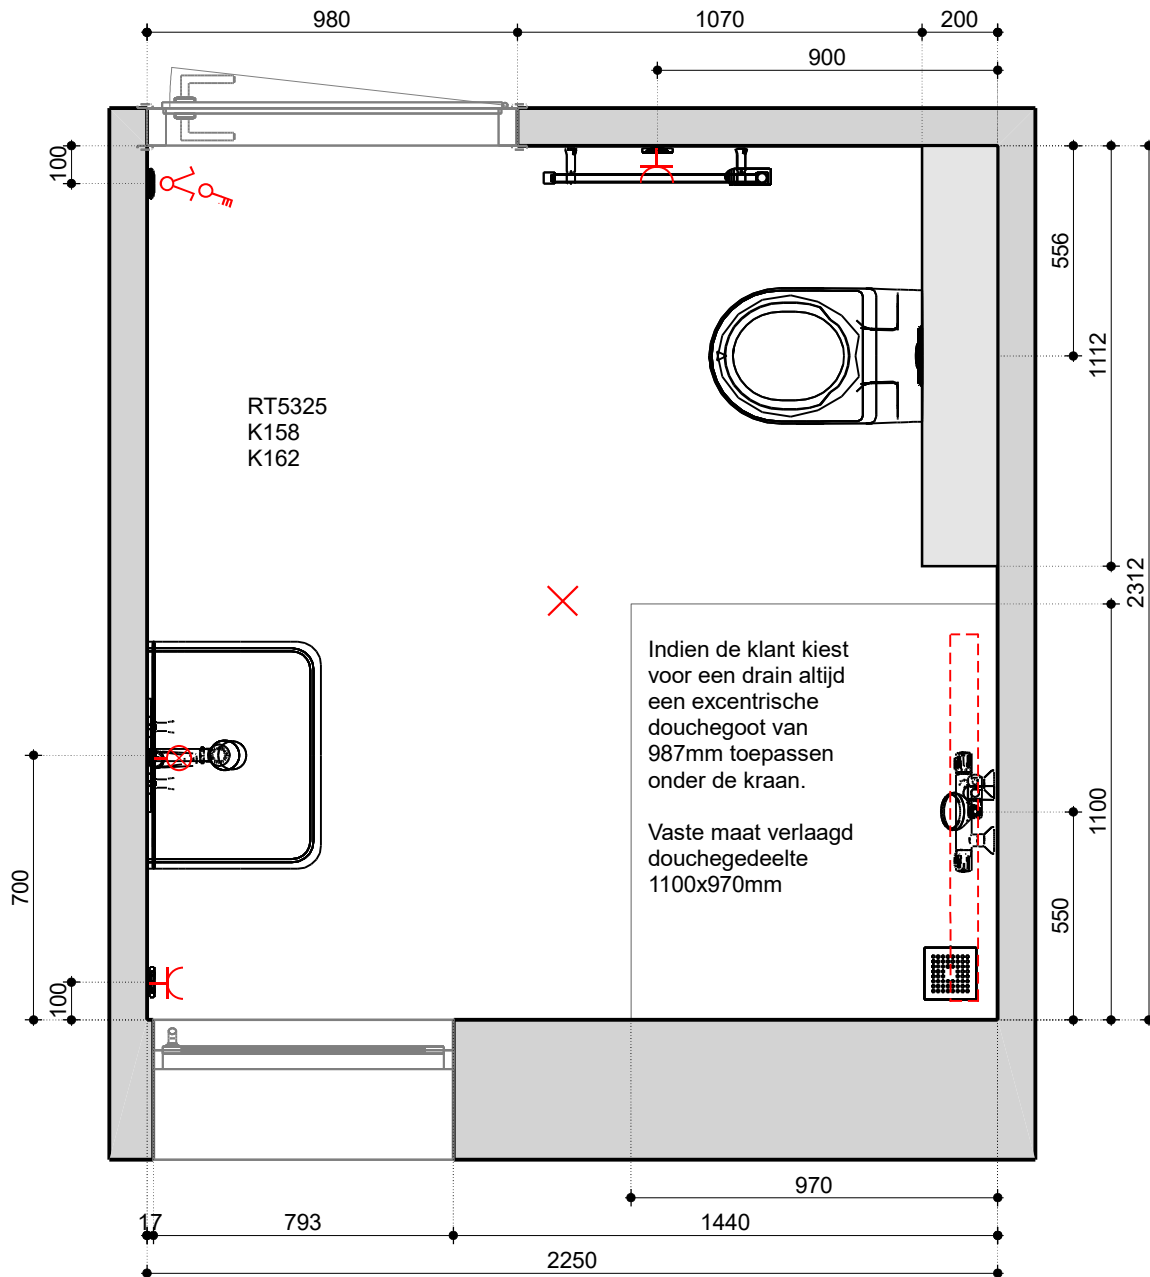 980
1070
200
900
100
556
1112
2312
RT5325
K158
K162
Indien de klant kiest
voor een drain altijd
een excentrische
douchegoot van
987mm toepassen
onder de kraan.
Vaste maat verlaagd
douchegedeelte
1100x970mm
700
100
1100
550
970
17
793
1440
2250